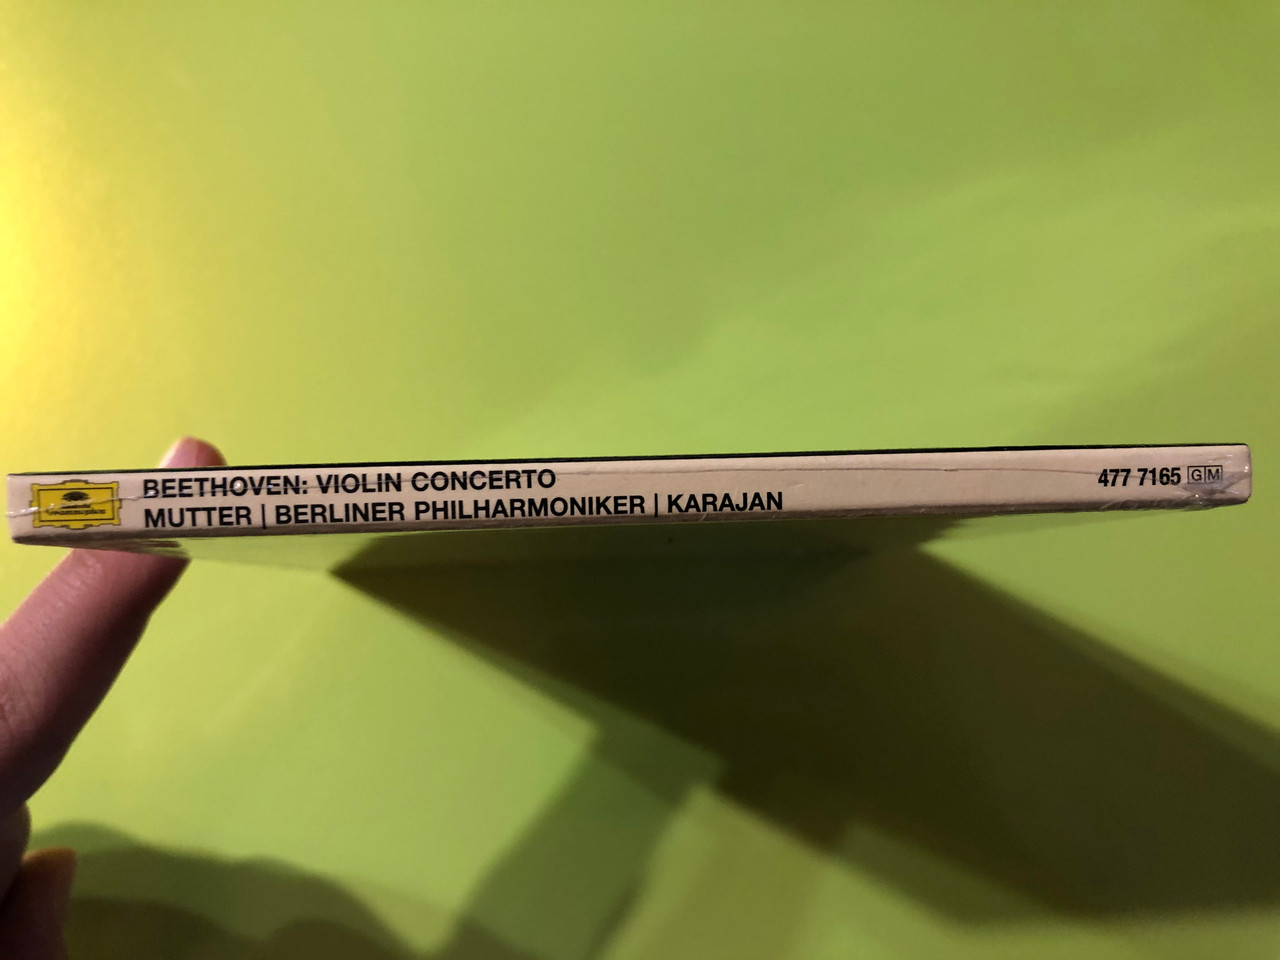 BEETHOVEN: VIOLIN CONCERTO
MUTTER | BERLINER PHILHARMONIKER | KARAJAN
477 7165 GM